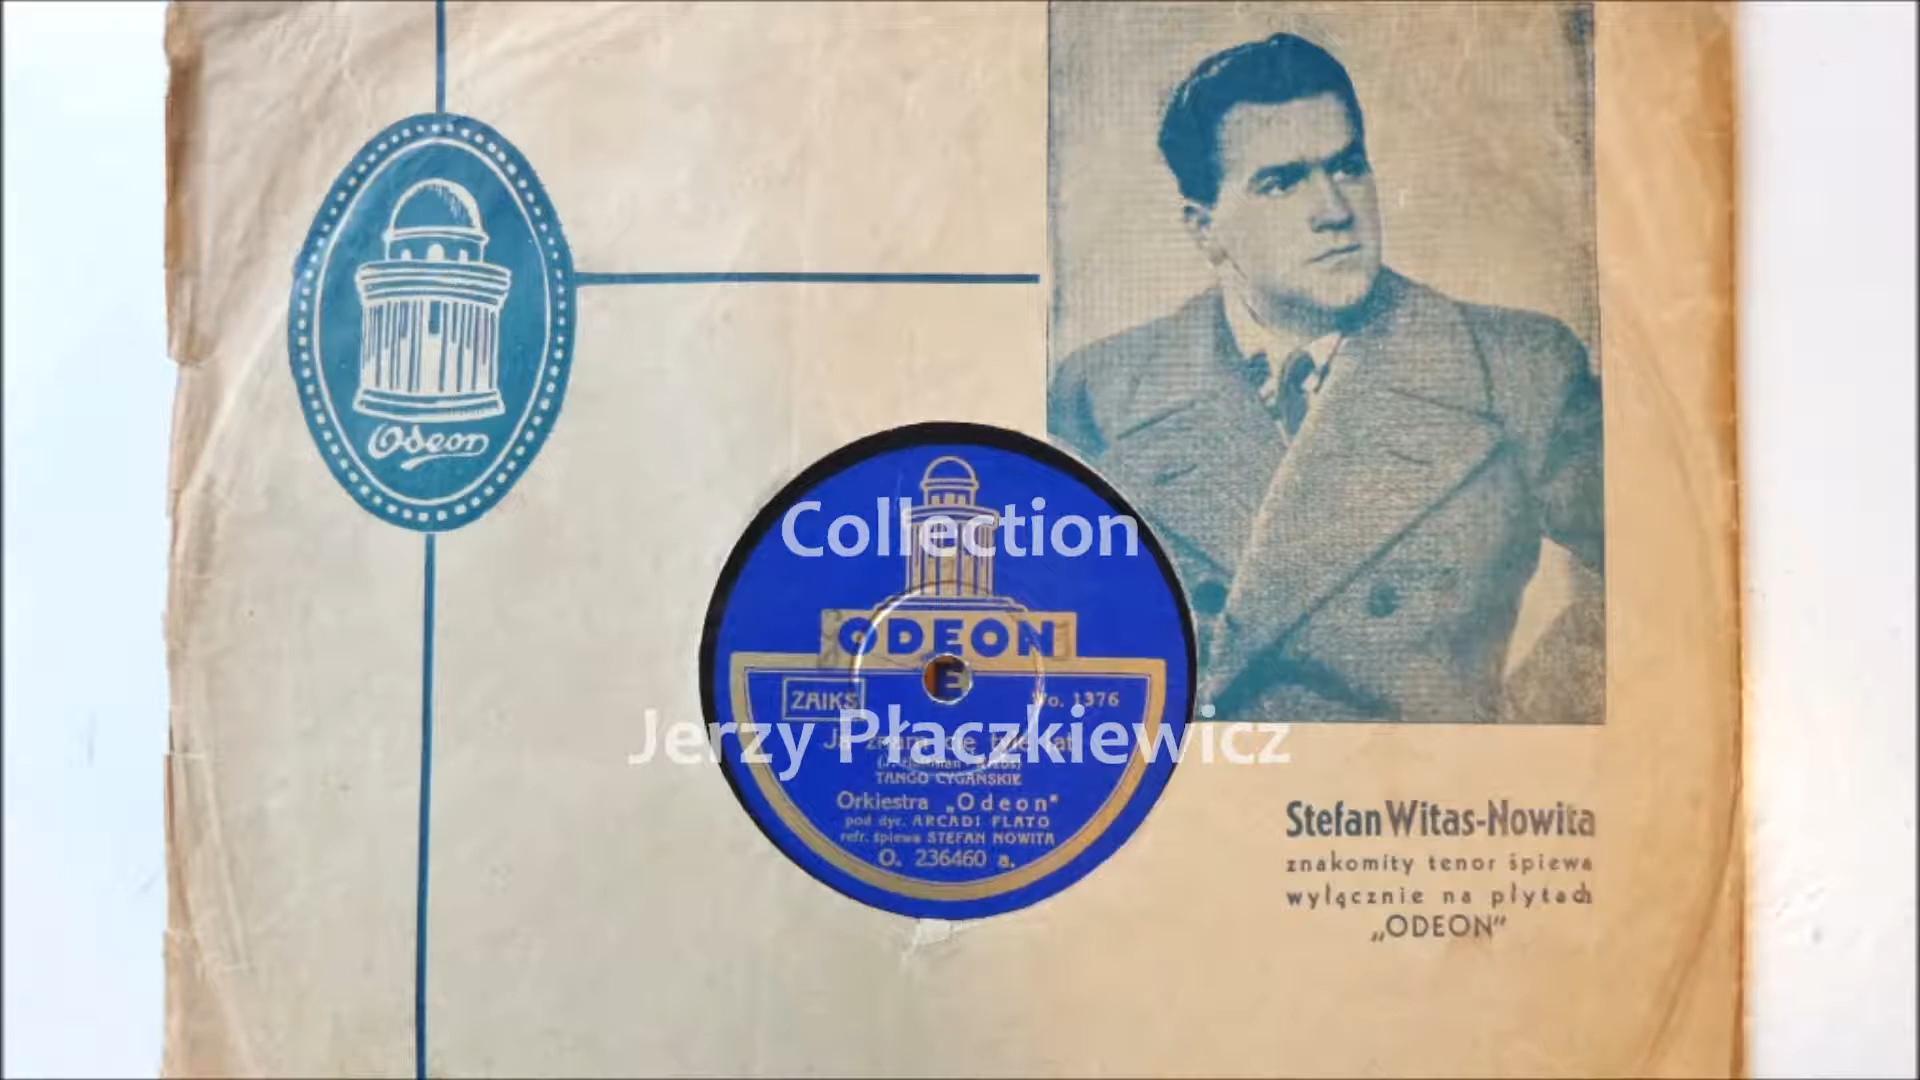 Odeon
Collection
ODEON
E
ZAIKS
Wo. 1376
Jerzy Płaczkiewicz
TANGO CYGAŃSKIE
Orkiestra „Odeon"
pod dyr. ARCADI FLATO
refr. śpiewa STEFAN NOWITA
O. 236460 a.
Stefan Witas-Nowita
znakomity tenor śpiewa
wyłącznie na płytach
„ODEON”